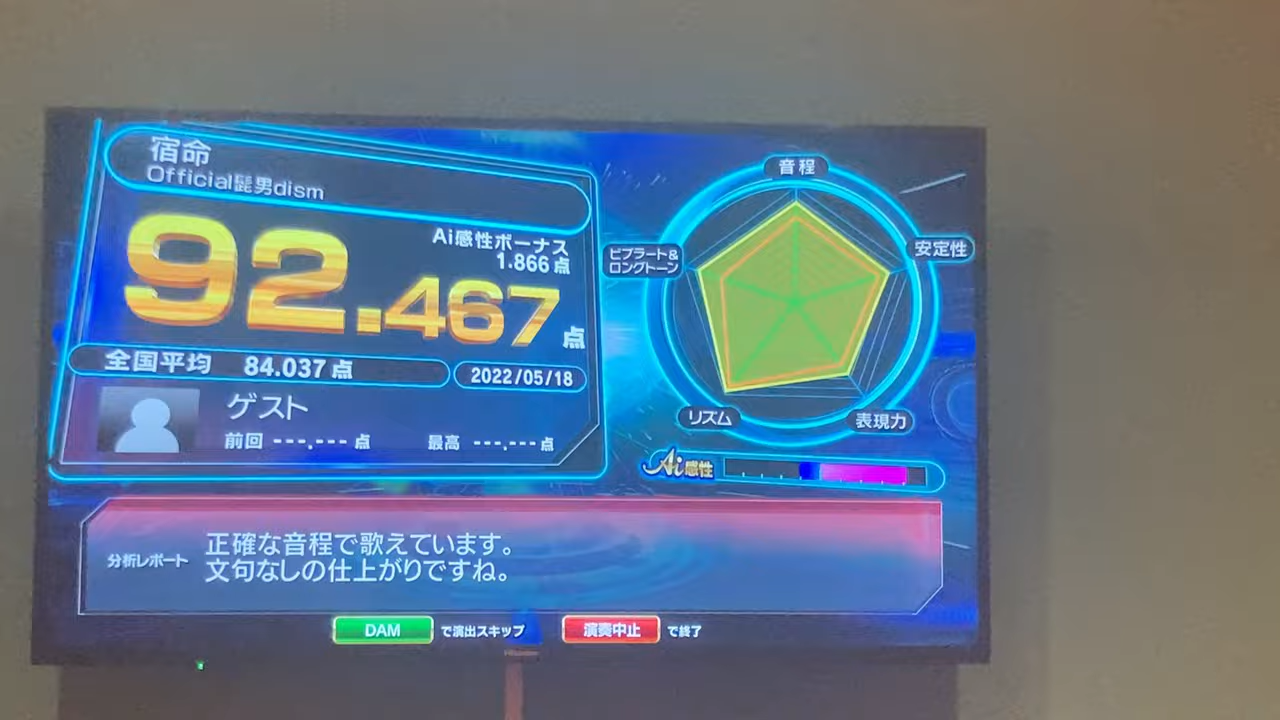 宿命
Official髭男dism
Ai感性ボーナス
1.866点
92.467点
全国平均 84.037点
2022/05/18
ゲスト
前回 ---.--- 点 最高 ---.--- 点
音程
安定性
表現力
リズム
ビブラート&
ロングトーン
Ai感性
分析レポート
正確な音程で歌えています。
文句なしの仕上がりですね。
DAM で演出スキップ 演奏中止 で終了